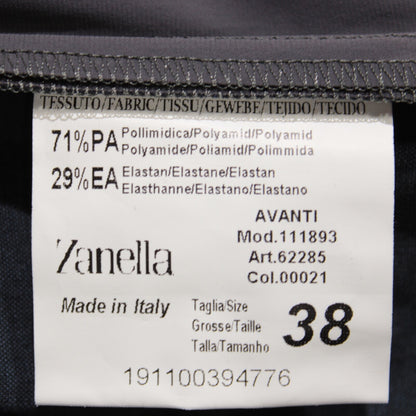 TESSUTO/FABRIC/TISSU/GEWEBE/TEJIDO/TECIDO
71%PA Pollimidica/Polyamid/Polyamid
Polyamide/Poliamid/Polimmida
29%EA Elastan/Elastane/Elastan
Elasthanne/Elastano/Elastano
AVANTI
Mod.111893
Art.62285
Col.00021
Zanella
Made in Italy
Taglia/Size
Grosse/Taille
Talla/Tamanho
38
191100394776